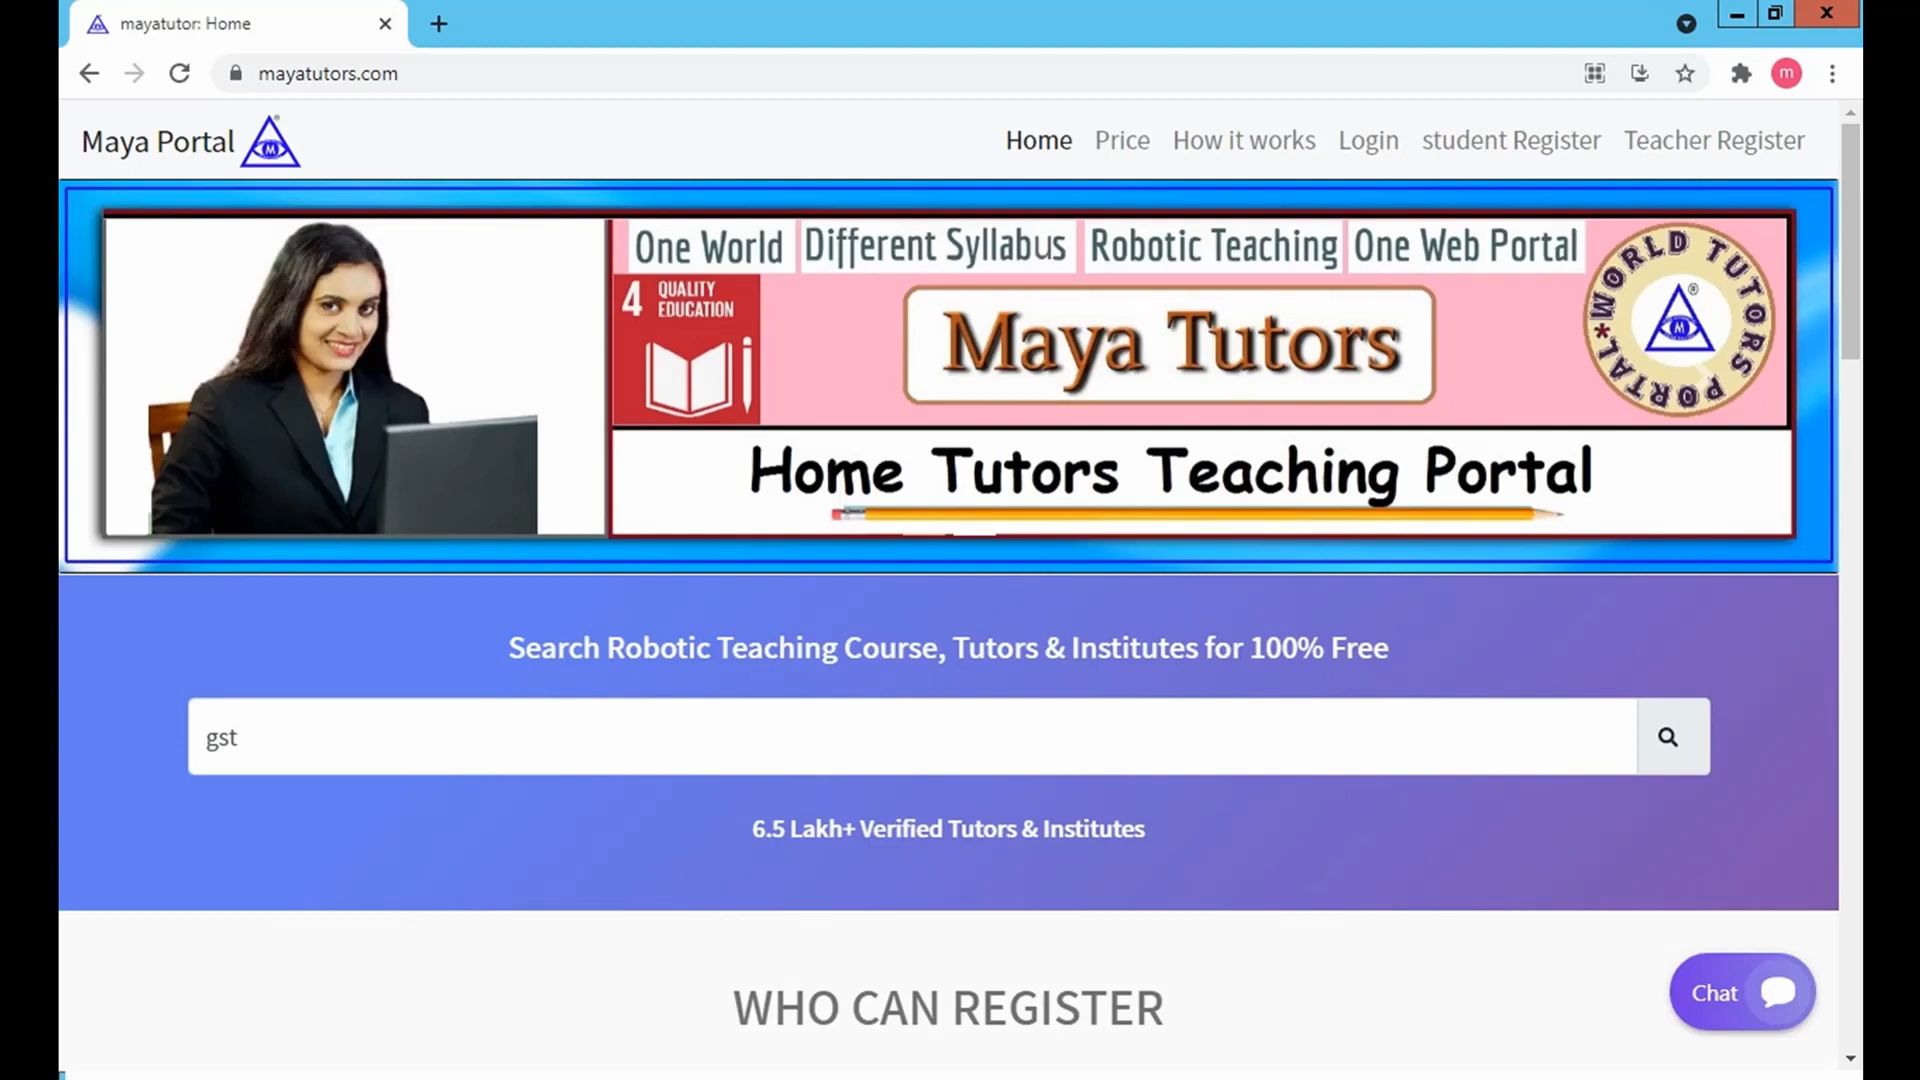 mayatutor: Home
mayatutors.com
m
Maya Portal
M
Home Price How it works Login student Register Teacher Register
One World Different Syllabus Robotic Teaching One Web Portal
4 QUALITY EDUCATION
Maya Tutors
WORLD TUTORS PORTAL*
M
Home Tutors Teaching Portal
Search Robotic Teaching Course, Tutors & Institutes for 100% Free
gst
6.5 Lakh+ Verified Tutors & Institutes
WHO CAN REGISTER
Chat